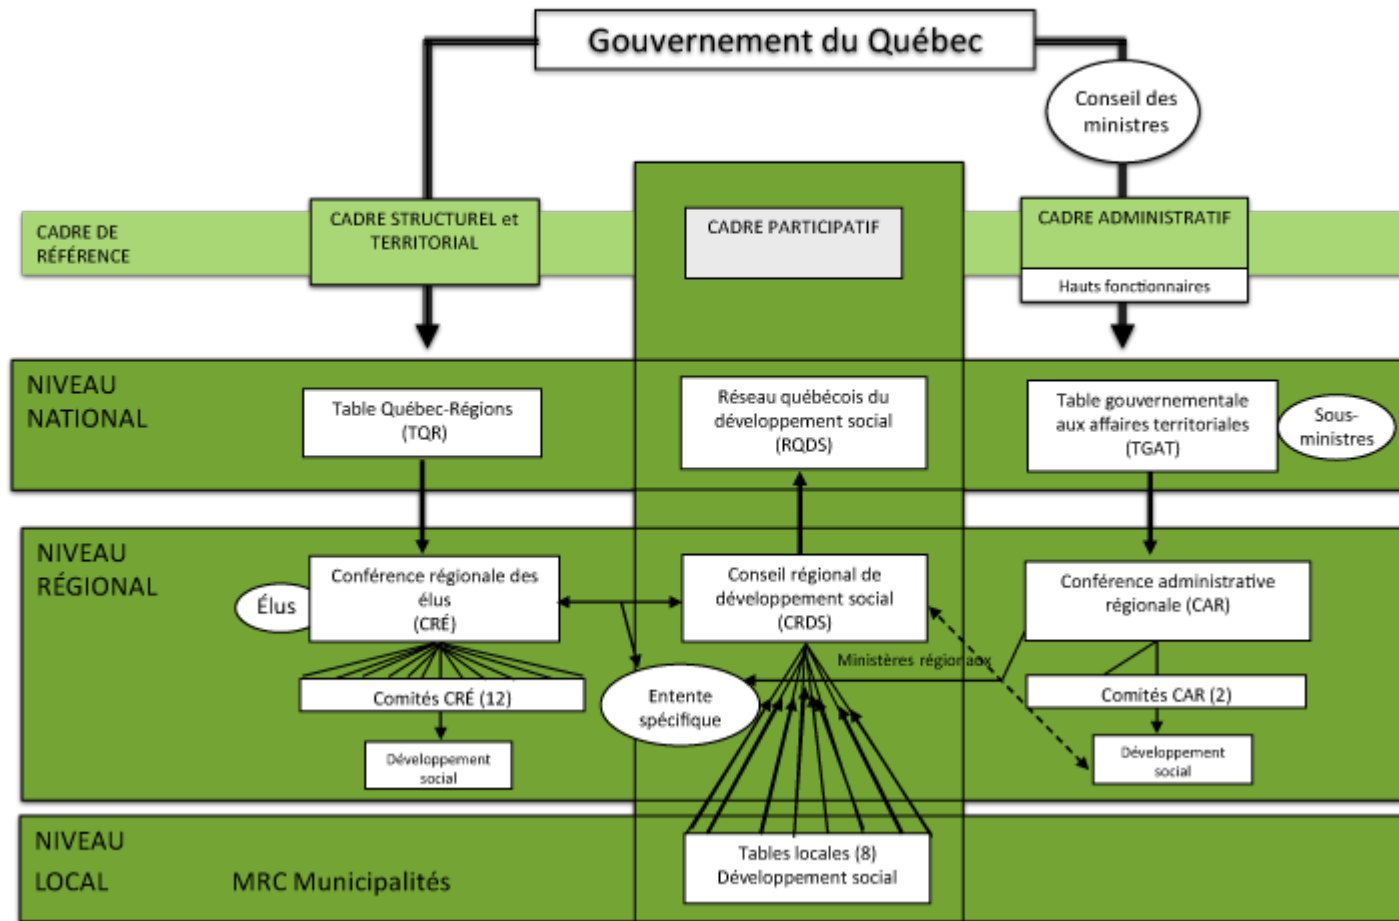 Gouvernement du Québec
Conseil des
ministres
CADRE DE
RÉFÉRENCE
CADRE STRUCTUREL et
TERRITORIAL
CADRE PARTICIPATIF
CADRE ADMINISTRATIF
Hauts fonctionnaires
NIVEAU
NATIONAL
Table Québec-Régions
(TQR)
Réseau québécois du
développement social
(RQDS)
Table gouvernementale
aux affaires territoriales
(TGAT)
Sous-
ministres
NIVEAU
RÉGIONAL
Élus
Conférence régionale des
élus
(CRÉ)
Conseil régional de
développement social
(CRDS)
Conférence administrative
régionale (CAR)
Ministères régionaux
Comités CRÉ (12)
Entente
spécifique
Comités CAR (2)
Développement
social
Développement
social
NIVEAU
LOCAL
MRC Municipalités
Tables locales (8)
Développement social